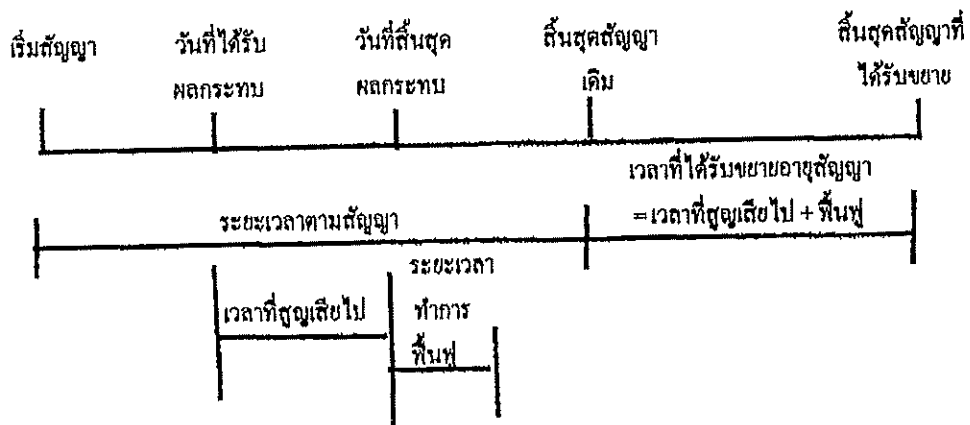 เริ่มสัญญา
วันที่ได้รับ
ผลกระทบ
วันที่สิ้นสุด
ผลกระทบ
สิ้นสุดสัญญา
เดิม
สิ้นสุดสัญญาที่
ได้รับขยาย
เวลาที่ได้รับขยายอายุสัญญา
=เวลาที่สูญเสียไป + ฟื้นฟู
ระยะเวลาตามสัญญา
เวลาที่สูญเสียไป
ระยะเวลา
ทำการ
ฟื้นฟู